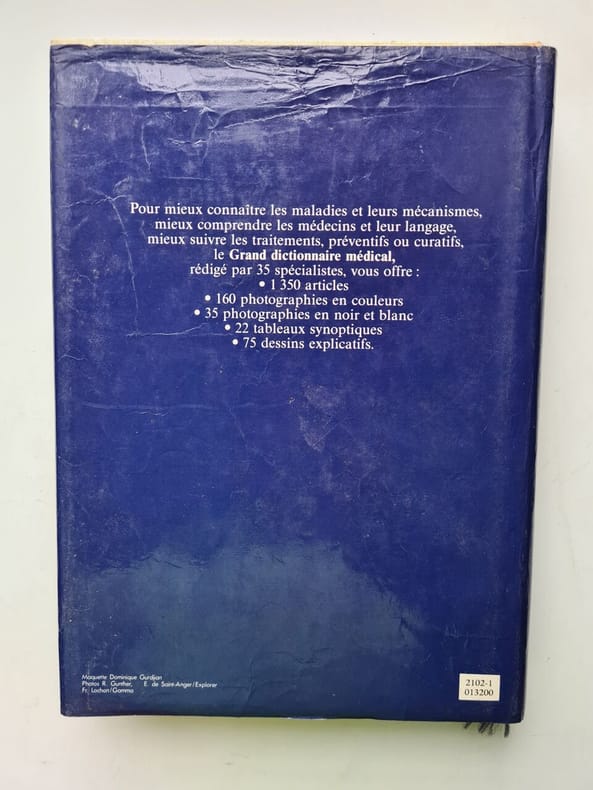 Pour mieux connaître les maladies et leurs mécanismes,
mieux comprendre les médecins et leur langage,
mieux suivre les traitements, préventifs ou curatifs,
le Grand dictionnaire médical,
rédigé par 35 spécialistes, vous offre :
• 1 350 articles
• 160 photographies en couleurs
• 35 photographies en noir et blanc
• 22 tableaux synoptiques
• 75 dessins explicatifs.
Maquette Dominique Gurdjian
Photos R. Gunther, E. de Saint-Anger/Explorer
Fr. Lochon/Gamma
2102-1
013200